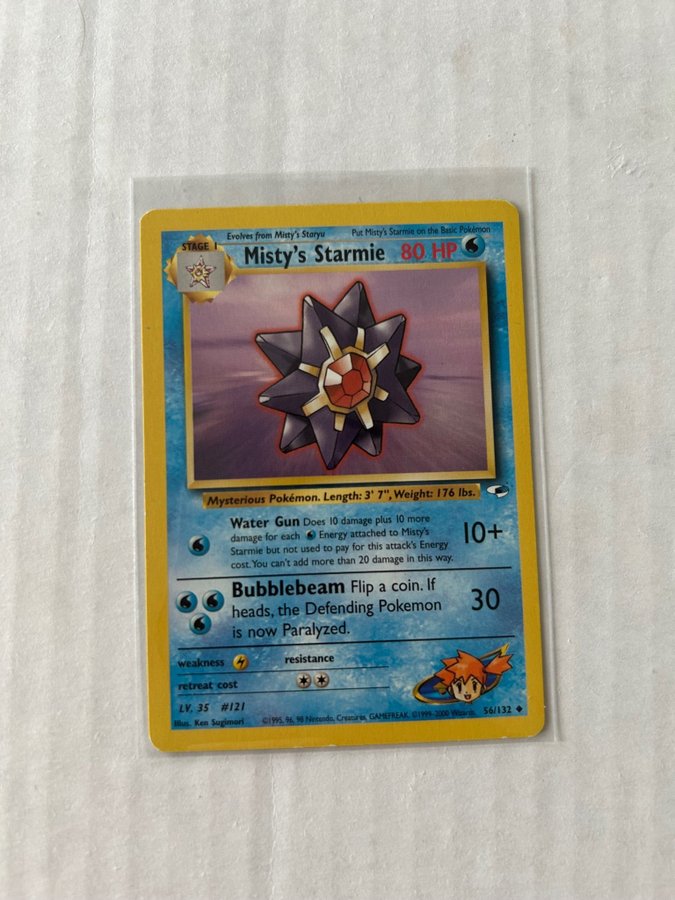 Evolves from Misty's Staryu Put Misty's Starmie on the Basic Pokémon
STAGE 1
Misty's Starmie 80 HP
Mysterious Pokémon. Length: 3' 7", Weight: 176 lbs.
Water Gun Does 10 damage plus 10 more
damage for each Energy attached to Misty's
Starmie but not used to pay for this attack's Energy
cost. You can't add more than 20 damage in this way.
10+
Bubblebeam Flip a coin. If
heads, the Defending Pokemon
is now Paralyzed.
30
weakness resistance
retreat cost
LV. 35 #121
Illus. Ken Sugimori ©1995, 96, 98 Nintendo, Creatures, GAMEFREAK. ©1999-2000 Wizards. 56/132